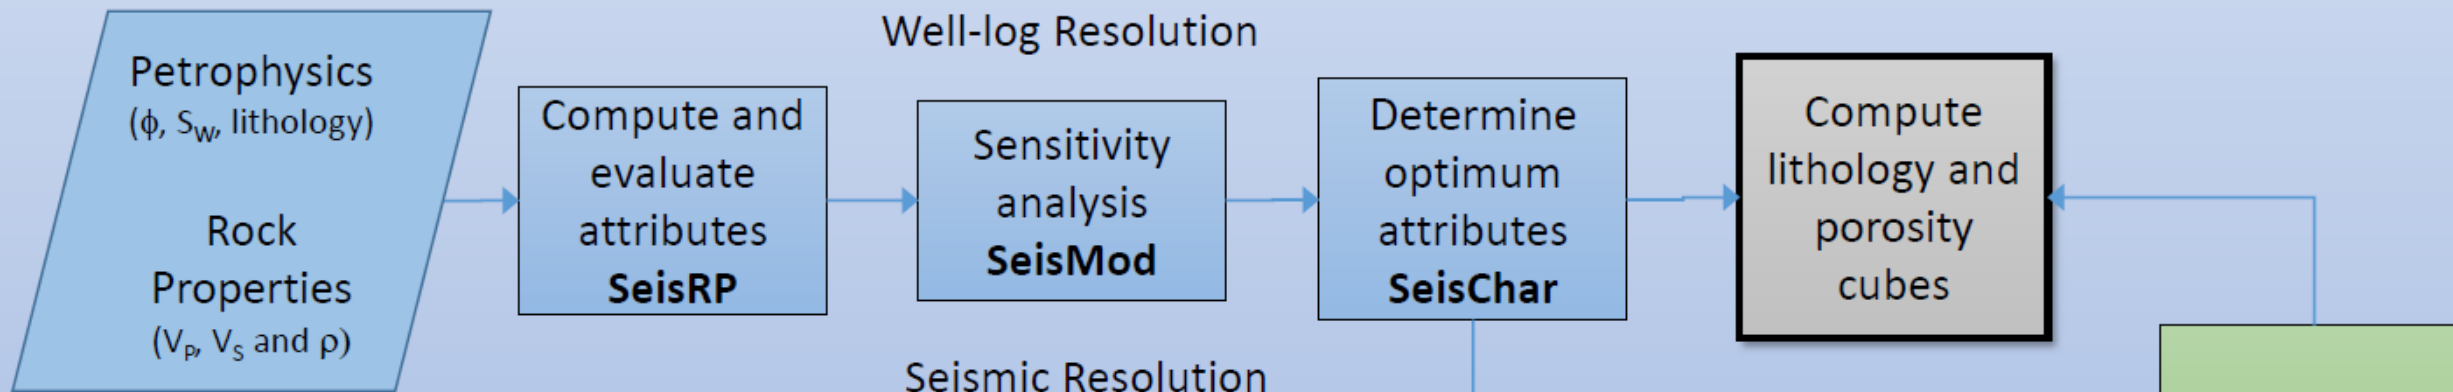 Well-log Resolution
Petrophysics
(ϕ, SW, lithology)
Rock
Properties
(VP, VS and ρ)
Compute and
evaluate
attributes
SeisRP
Sensitivity
analysis
SeisMod
Determine
optimum
attributes
SeisChar
Compute
lithology and
porosity
cubes
Seismic Resolution